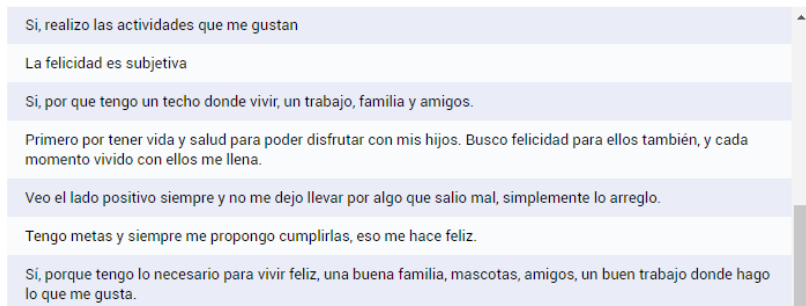 Si, realizo las actividades que me gustan
La felicidad es subjetiva
Si, por que tengo un techo donde vivir, un trabajo, familia y amigos.
Primero por tener vida y salud para poder disfrutar con mis hijos. Busco felicidad para ellos también, y cada
momento vivido con ellos me llena.
Veo el lado positivo siempre y no me dejo llevar por algo que salio mal, simplemente lo arreglo.
Tengo metas y siempre me propongo cumplirlas, eso me hace feliz.
Sí, porque tengo lo necesario para vivir feliz, una buena familia, mascotas, amigos, un buen trabajo donde hago
lo que me gusta.